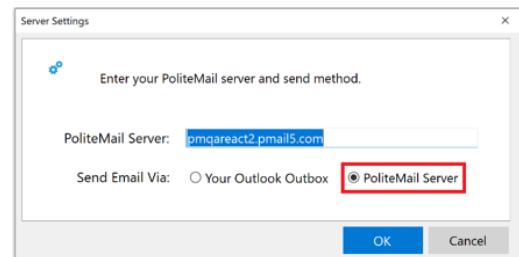 Server Settings
Enter your PoliteMail server and send method.
PoliteMail Server: pmqareact2.pmail5.com
Send Email Via: Your Outlook Outbox PoliteMail Server
OK Cancel